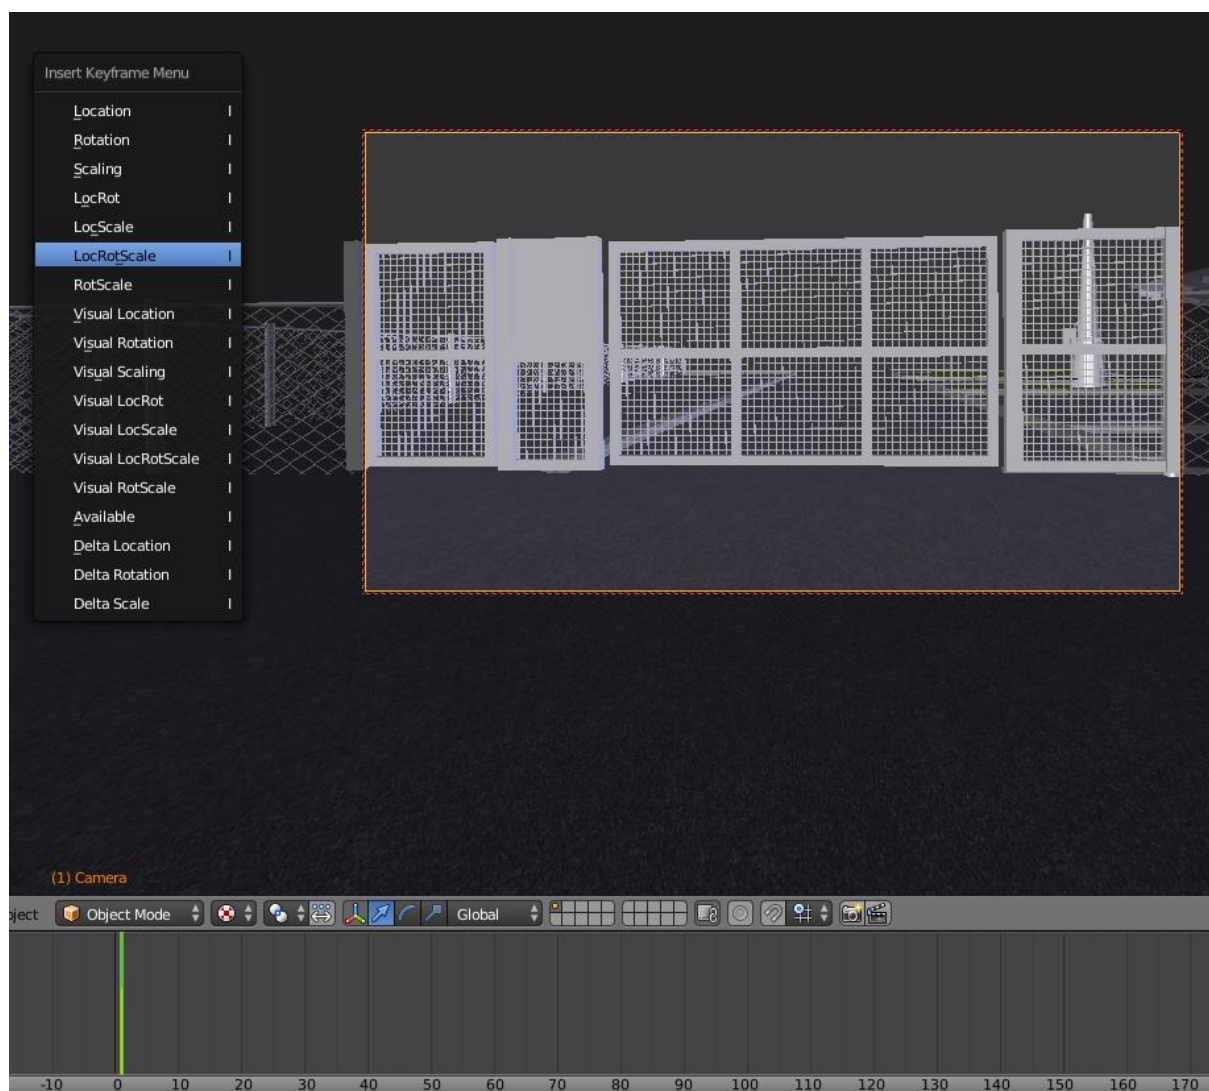 Insert Keyframe Menu
Location I
Rotation I
Scaling I
LocRot I
LocScale I
LocRotScale I
RotScale I
Visual Location I
Visual Rotation I
Visual Scaling I
Visual LocRot I
Visual LocScale I
Visual LocRotScale I
Visual RotScale I
Available I
Delta Location I
Delta Rotation I
Delta Scale I
(1) Camera
ject Object Mode Global
-10 0 10 20 30 40 50 60 70 80 90 100 110 120 130 140 150 160 170